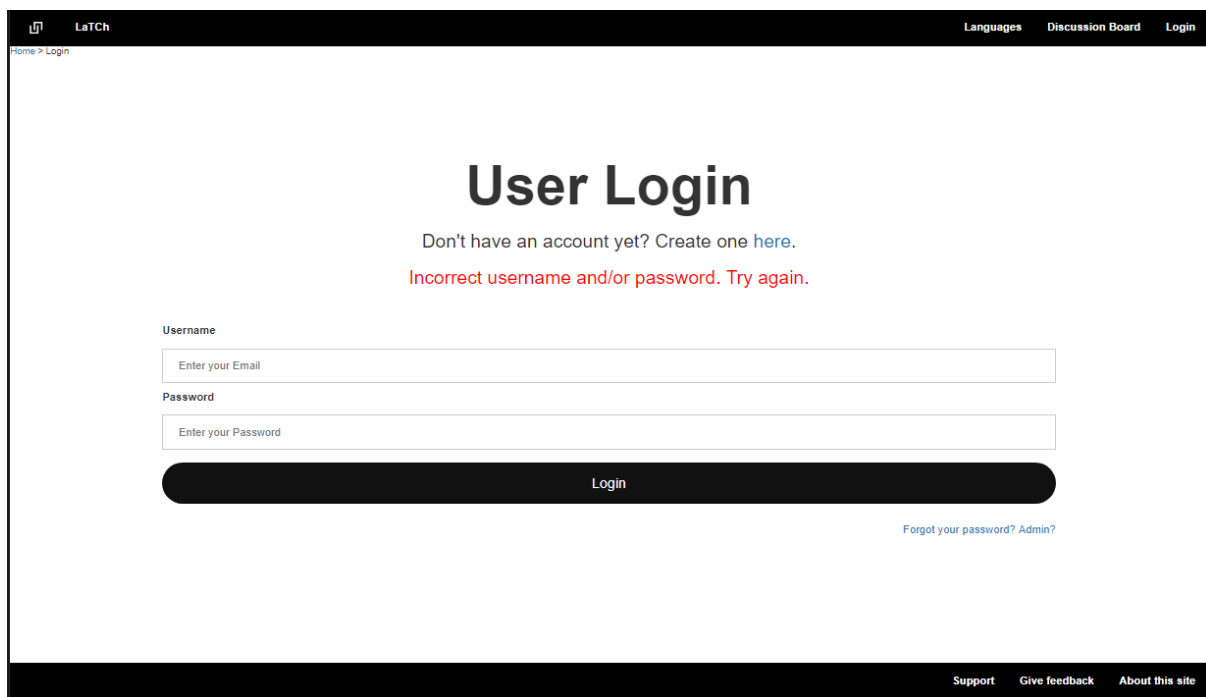 LaTCh Languages Discussion Board Login
Home > Login
User Login
Don't have an account yet? Create one here.
Incorrect username and/or password. Try again.
Username
Enter your Email
Password
Enter your Password
Login
Forgot your password? Admin?
Support Give feedback About this site